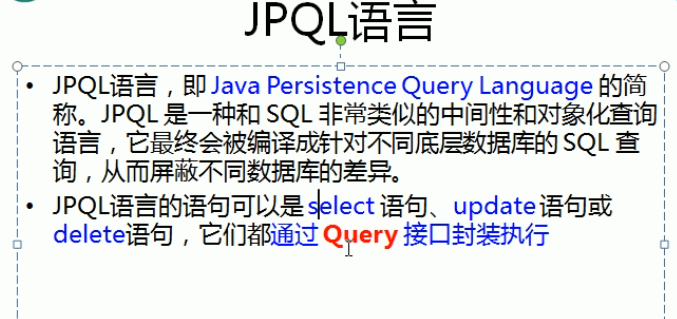 JPQL语言
• JPQL语言，即 Java Persistence Query Language 的简
称。JPQL 是一种和 SQL 非常类似的中间性和对象化查询
语言，它最终会被编译成针对不同底层数据库的 SQL 查
询，从而屏蔽不同数据库的差异。
• JPQL语言的语句可以是 select 语句、update 语句或
delete语句，它们都通过 Query 接口封装执行